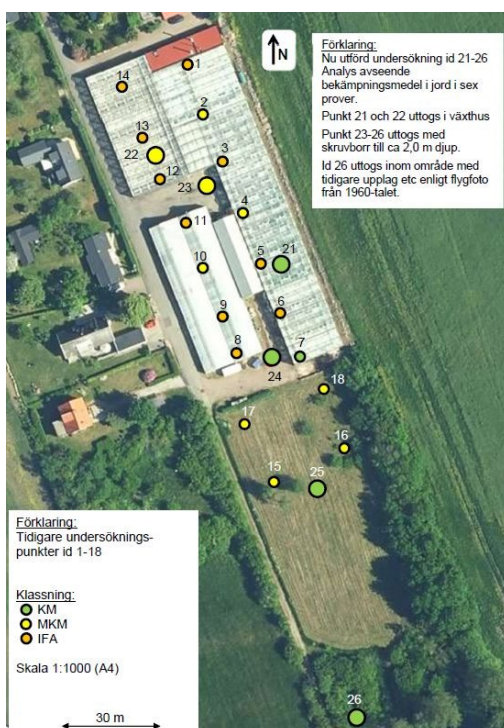 N
Förklaring:
Nu utförd undersökning id 21-26
Analys avseende
bekämpningsmedel i jord i sex
prover.
Punkt 21 och 22 uttogs i växthus
Punkt 23-26 uttogs med
skruvborr till ca 2,0 m djup.
Id 26 uttogs inom område med
tidigare upplag etc enligt flygfoto
från 1960-talet.
1
14
2
13
22
3
12
23
4
11
10
5
21
9
6
8
24
7
18
17
16
15
25
26
Förklaring:
Tidigare undersöknings-
punkter id 1-18
Klassning:
KM
MKM
IFA
Skala 1:1000 (A4)
30 m